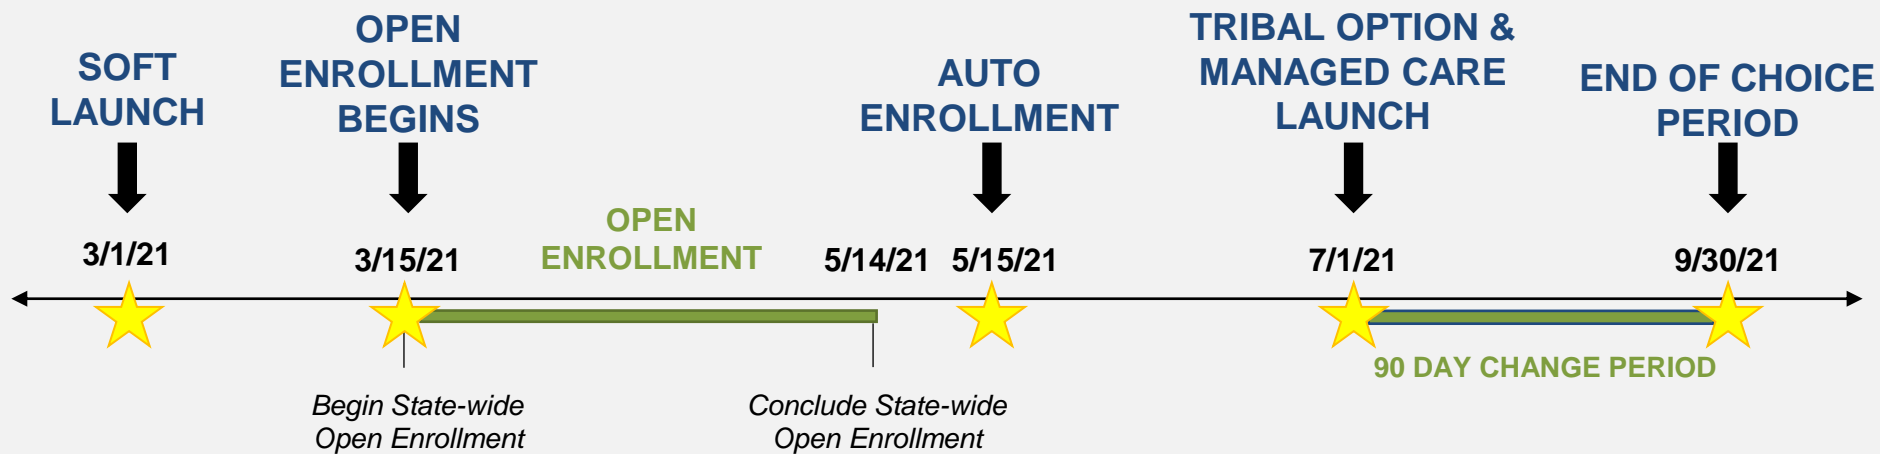 SOFT
LAUNCH
3/1/21
OPEN
ENROLLMENT
BEGINS
3/15/21
OPEN
ENROLLMENT
5/14/21
AUTO
ENROLLMENT
5/15/21
TRIBAL OPTION &
MANAGED CARE
LAUNCH
7/1/21
END OF CHOICE
PERIOD
9/30/21
90 DAY CHANGE PERIOD
Begin State-wide
Open Enrollment
Conclude State-wide
Open Enrollment